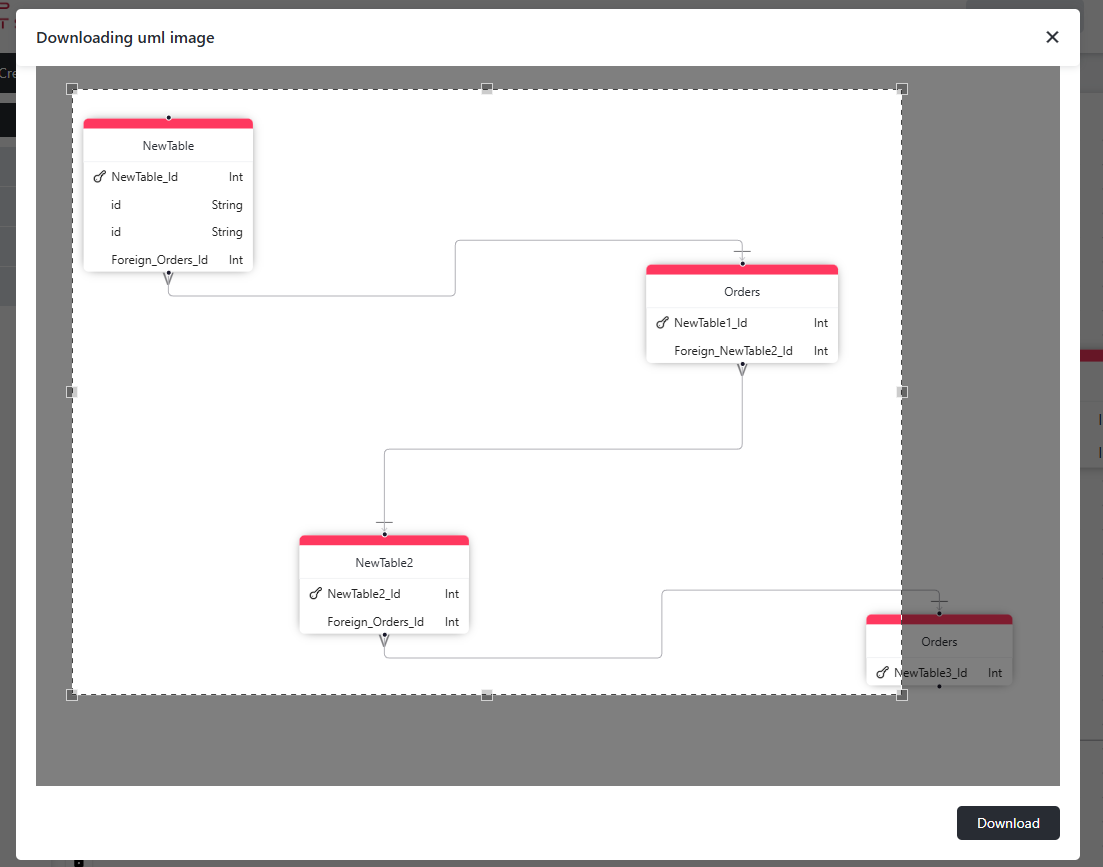 Downloading uml image
NewTable
NewTable_Id Int
id String
id String
Foreign_Orders_Id Int
Orders
NewTable1_Id Int
Foreign_NewTable2_Id Int
NewTable2
NewTable2_Id Int
Foreign_Orders_Id Int
Orders
NewTable3_Id Int
Download